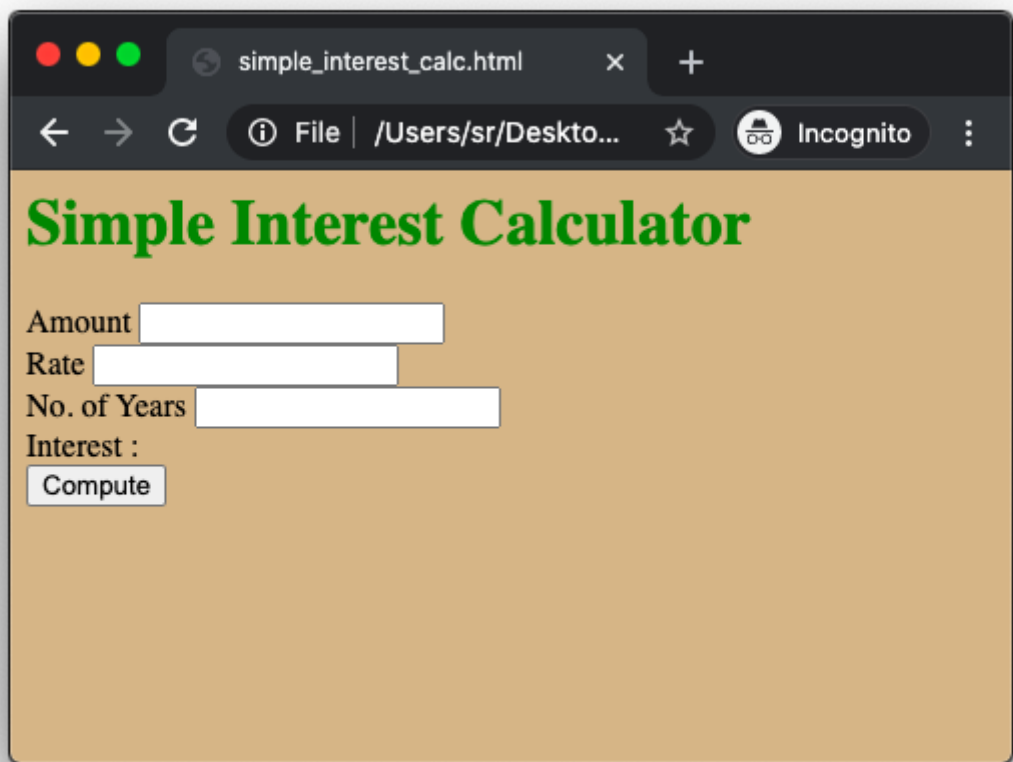 simple_interest_calc.html
File /Users/sr/Deskto... Incognito
Simple Interest Calculator
Amount
Rate
No. of Years
Interest :
Compute